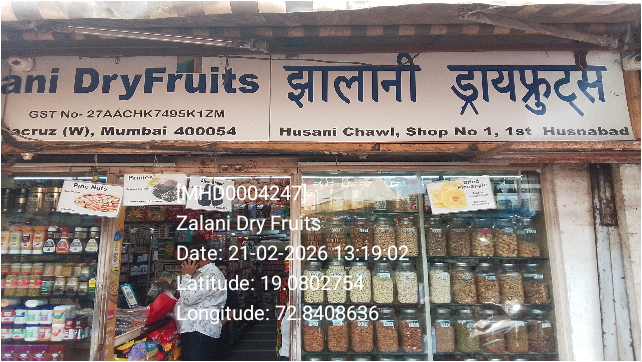 ani DryFruits
GST No- 27AACHK7495K1ZM
acruz (W), Mumbai 400054
झालानी ड्रायफ्रुट्स
Husani Chawl, Shop No 1, 1st Husnabad
Pine Nuts
Prunes
[MHD0004247]
Zalani Dry Fruits
Date: 21-02-2026 13:19:02
Latitude: 19.0802754
Longitude: 72.8408636